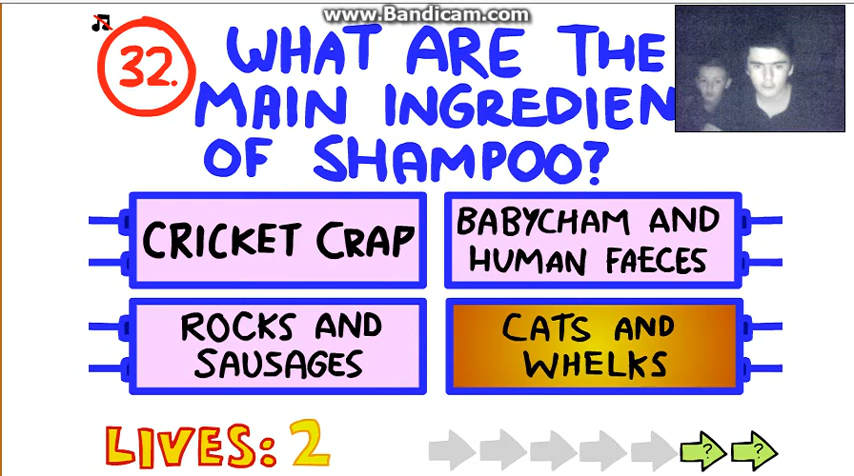 www.Bandicam.com
32.
WHAT ARE THE
MAIN INGREDIEN
OF SHAMPOO?
CRICKET CRAP
BABYCHAM AND
HUMAN FAECES
ROCKS AND
SAUSAGES
CATS AND
WHELKS
LIVES: 2
? ?